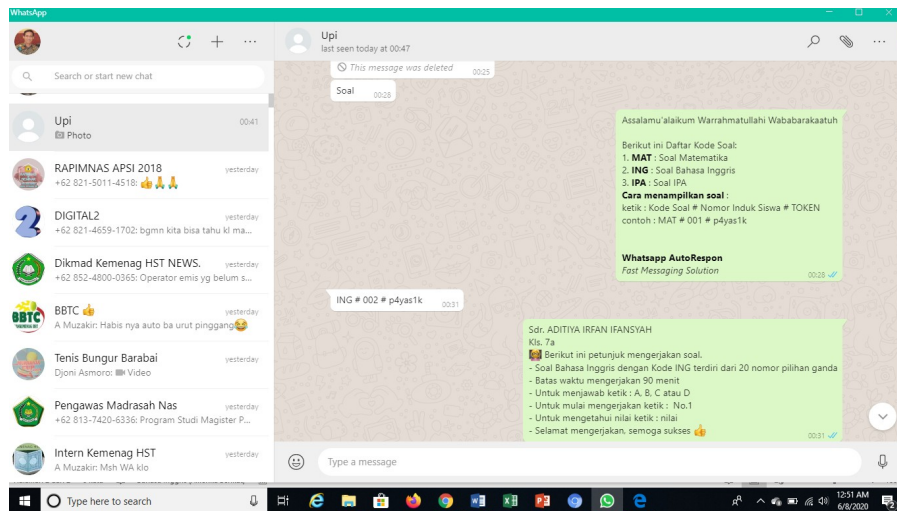 WhatsApp
Search or start new chat
Upi
00:41
Photo
RAPIMNAS APSI 2018
yesterday
+62 821-5011-4518: 👍🙏🙏
DIGITAL2
yesterday
+62 821-4659-1702: bgmn kita bisa tahu kl ma...
Dikmad Kemenag HST NEWS.
yesterday
+62 852-4800-0365: Operator emis yg belum s...
BBTC
BBTC 👍
yesterday
A Muzakir: Habis nya auto ba urut pinggang😂
Tenis Bungur Barabai
yesterday
Djoni Asmoro: Video
Pengawas Madrasah Nas
yesterday
+62 813-7420-6336: Program Studi Magister P...
Intern Kemenag HST
yesterday
A Muzakir: Msh WA klo
Upi
last seen today at 00:47
This message was deleted
00:25
Soal
00:28
Assalamu'alaikum Warrahmatullahi Wababarakaatuh
Berikut ini Daftar Kode Soal:
1. MAT : Soal Matematika
2. ING : Soal Bahasa Inggris
3. IPA : Soal IPA
Cara menampilkan soal :
ketik : Kode Soal # Nomor Induk Siswa # TOKEN
contoh : MAT # 001 # p4yas1k
Whatsapp AutoRespon
Fast Messaging Solution
00:28
ING # 002 # p4yas1k
00:31
Sdr. ADITIYA IRFAN IFANSYAH
Kls. 7a
Berikut ini petunjuk mengerjakan soal.
- Soal Bahasa Inggris dengan Kode ING terdiri dari 20 nomor pilihan ganda
- Batas waktu mengerjakan 90 menit
- Untuk menjawab ketik : A, B, C atau D
- Untuk mulai mengerjakan ketik : No.1
- Untuk mengetahui nilai ketik : nilai
- Selamat mengerjakan, semoga sukses 👍
00:31
Type a message
Type here to search
12:51 AM
6/8/2020